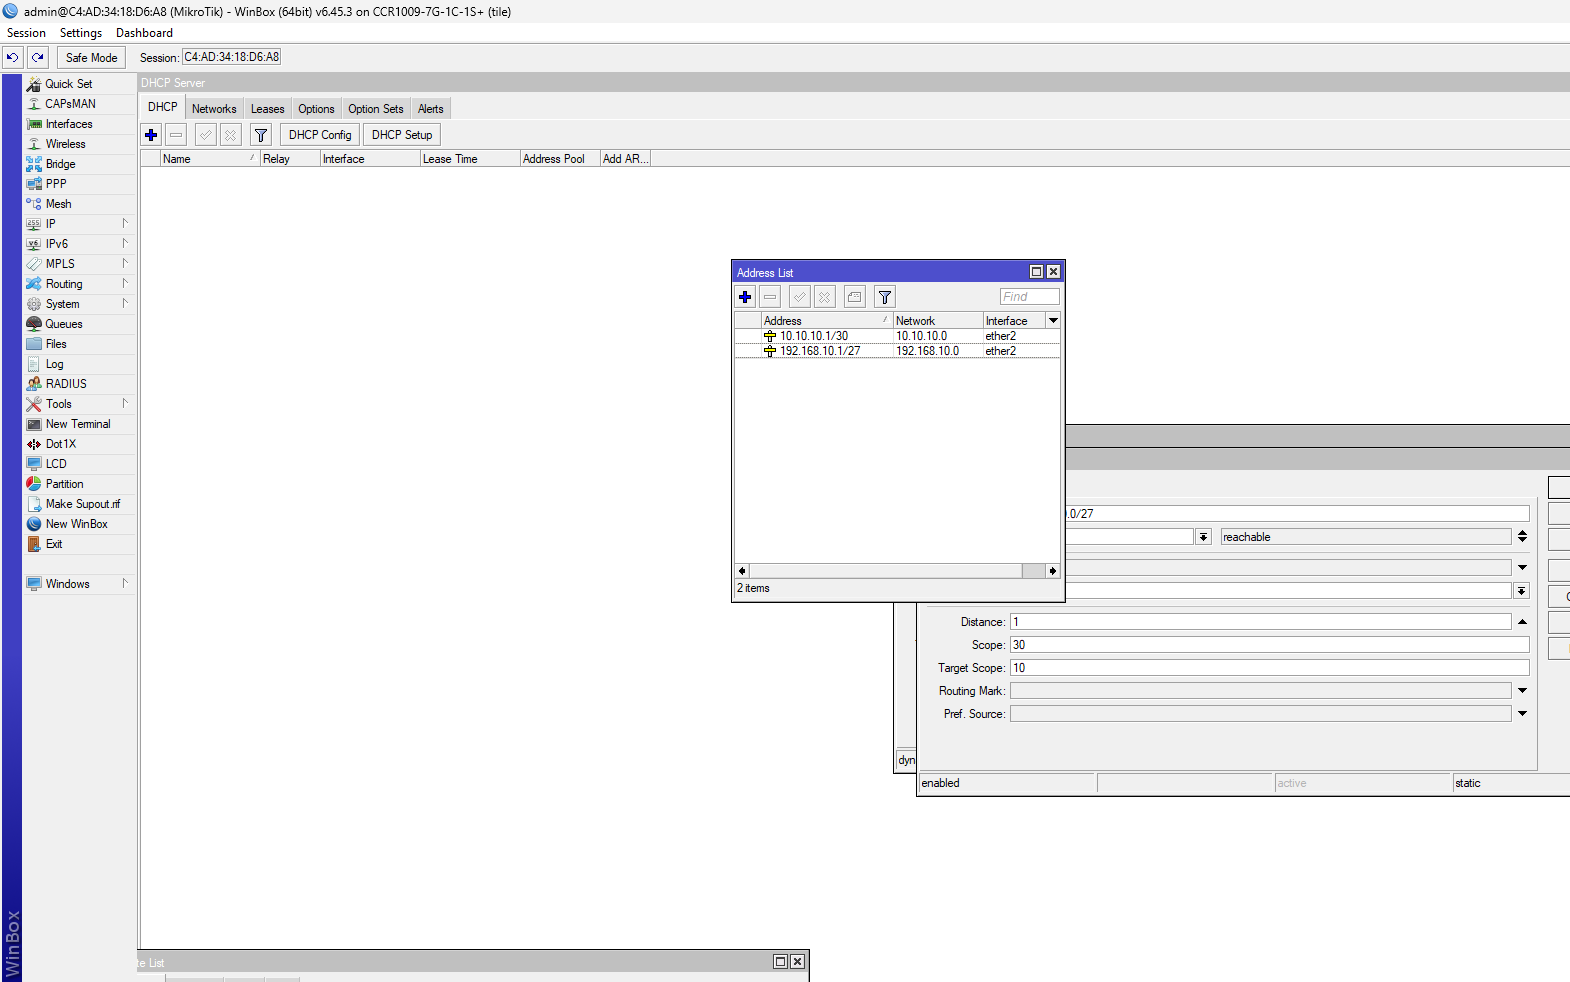 admin@C4:AD:34:18:D6:A8 (MikroTik) - WinBox (64bit) v6.45.3 on CCR1009-7G-1C-1S+ (tile)
Session Settings Dashboard
Safe Mode Session: C4:AD:34:18:D6:A8
Quick Set
CAPsMAN
Interfaces
Wireless
Bridge
PPP
Mesh
IP
IPv6
MPLS
Routing
System
Queues
Files
Log
RADIUS
Tools
New Terminal
Dot1X
LCD
Partition
Make Supout.rif
New WinBox
Exit
Windows
WinBox
DHCP Server
DHCP Networks Leases Options Option Sets Alerts
DHCP Config DHCP Setup
Name Relay Interface Lease Time Address Pool Add AR...
Address List
Find
Address Network Interface
10.10.10.1/30 10.10.10.0 ether2
192.168.10.1/27 192.168.10.0 ether2
2 items
.0/27
reachable
Distance: 1
Scope: 30
Target Scope: 10
Routing Mark:
Pref. Source:
dyn
enabled active static
te List